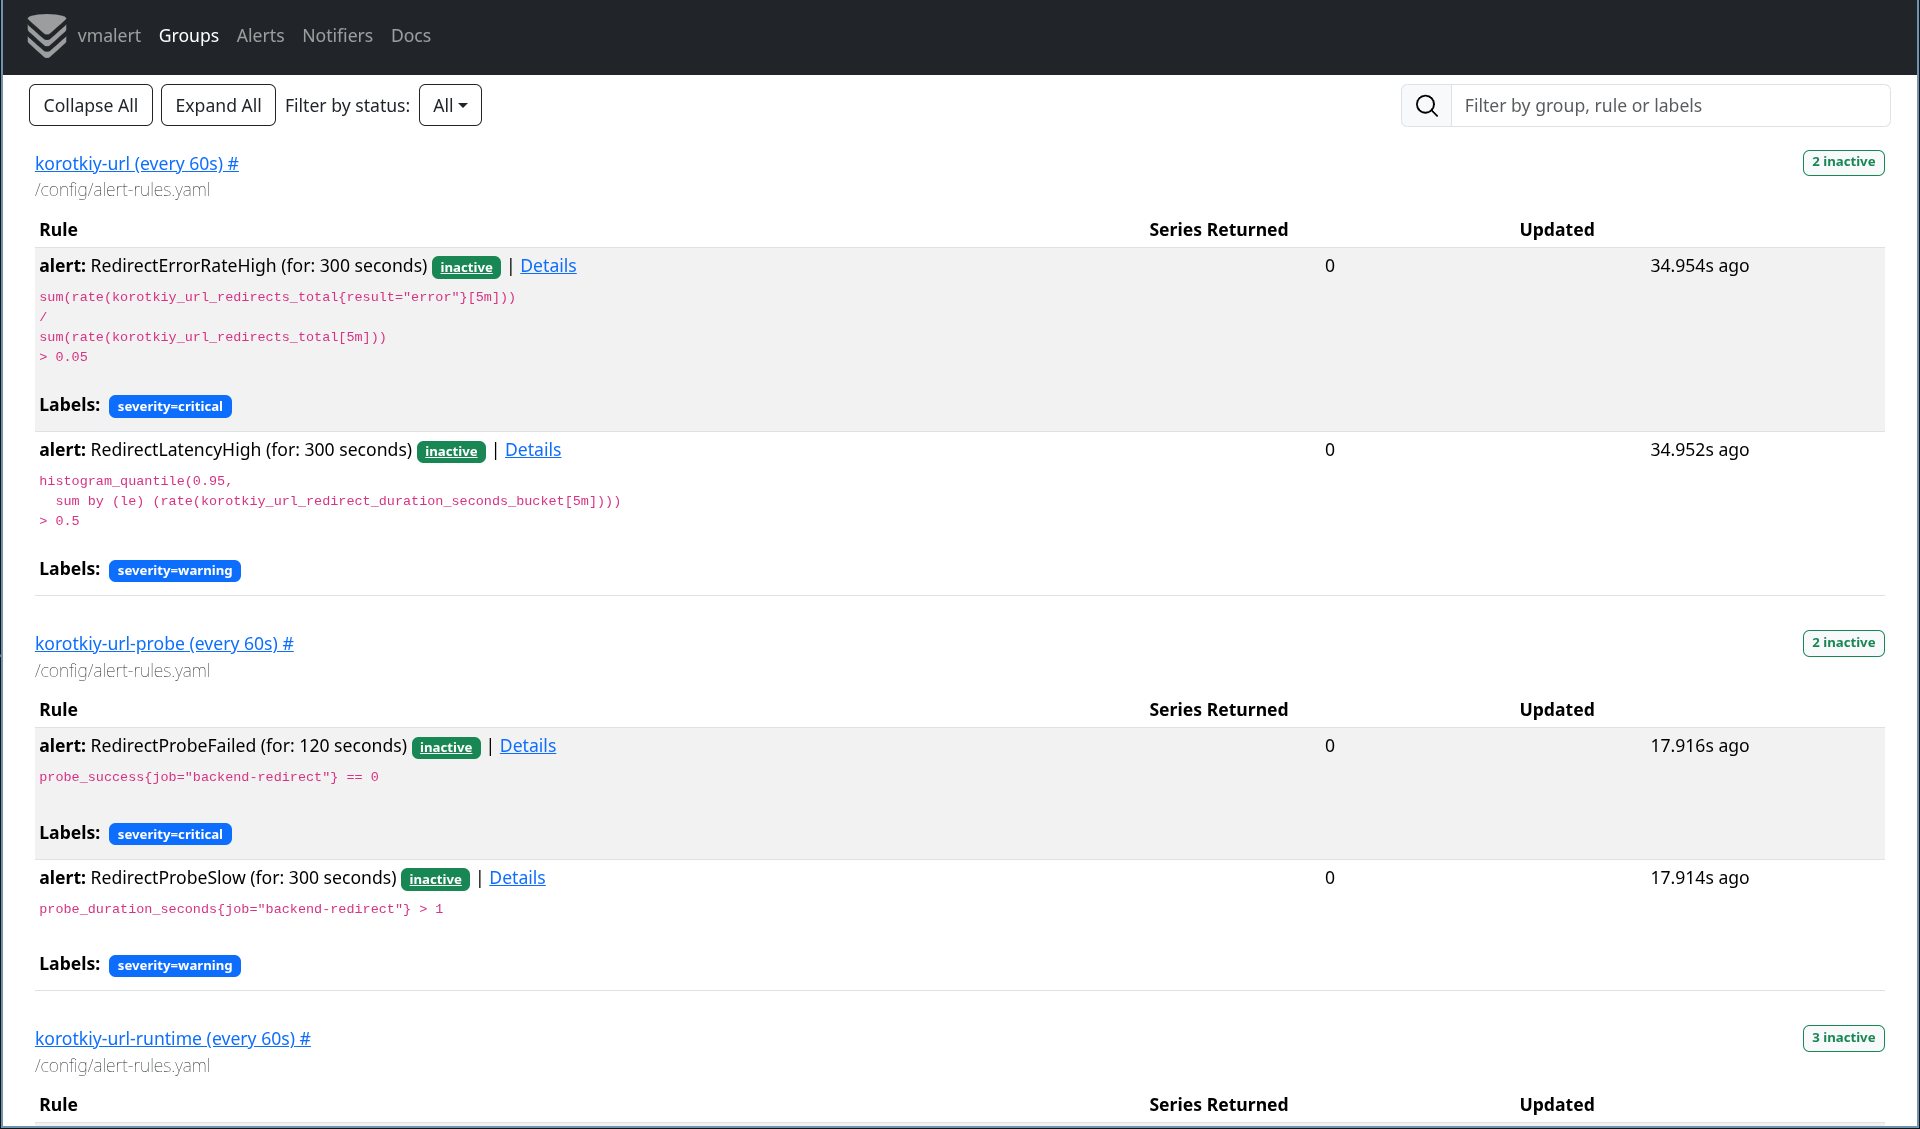 vmalert Groups Alerts Notifiers Docs
Collapse All Expand All Filter by status: All Filter by group, rule or labels
korotkiy-url (every 60s) # 2 inactive
/config/alert-rules.yaml
Rule Series Returned Updated
alert: RedirectErrorRateHigh (for: 300 seconds) inactive | Details 0 34.954s ago
sum(rate(korotkiy_url_redirects_total{result="error"}[5m]))
/
sum(rate(korotkiy_url_redirects_total[5m]))
> 0.05
Labels: severity=critical
alert: RedirectLatencyHigh (for: 300 seconds) inactive | Details 0 34.952s ago
histogram_quantile(0.95,
  sum by (le) (rate(korotkiy_url_redirect_duration_seconds_bucket[5m])))
> 0.5
Labels: severity=warning
korotkiy-url-probe (every 60s) # 2 inactive
/config/alert-rules.yaml
Rule Series Returned Updated
alert: RedirectProbeFailed (for: 120 seconds) inactive | Details 0 17.916s ago
probe_success{job="backend-redirect"} == 0
Labels: severity=critical
alert: RedirectProbeSlow (for: 300 seconds) inactive | Details 0 17.914s ago
probe_duration_seconds{job="backend-redirect"} > 1
Labels: severity=warning
korotkiy-url-runtime (every 60s) # 3 inactive
/config/alert-rules.yaml
Rule Series Returned Updated